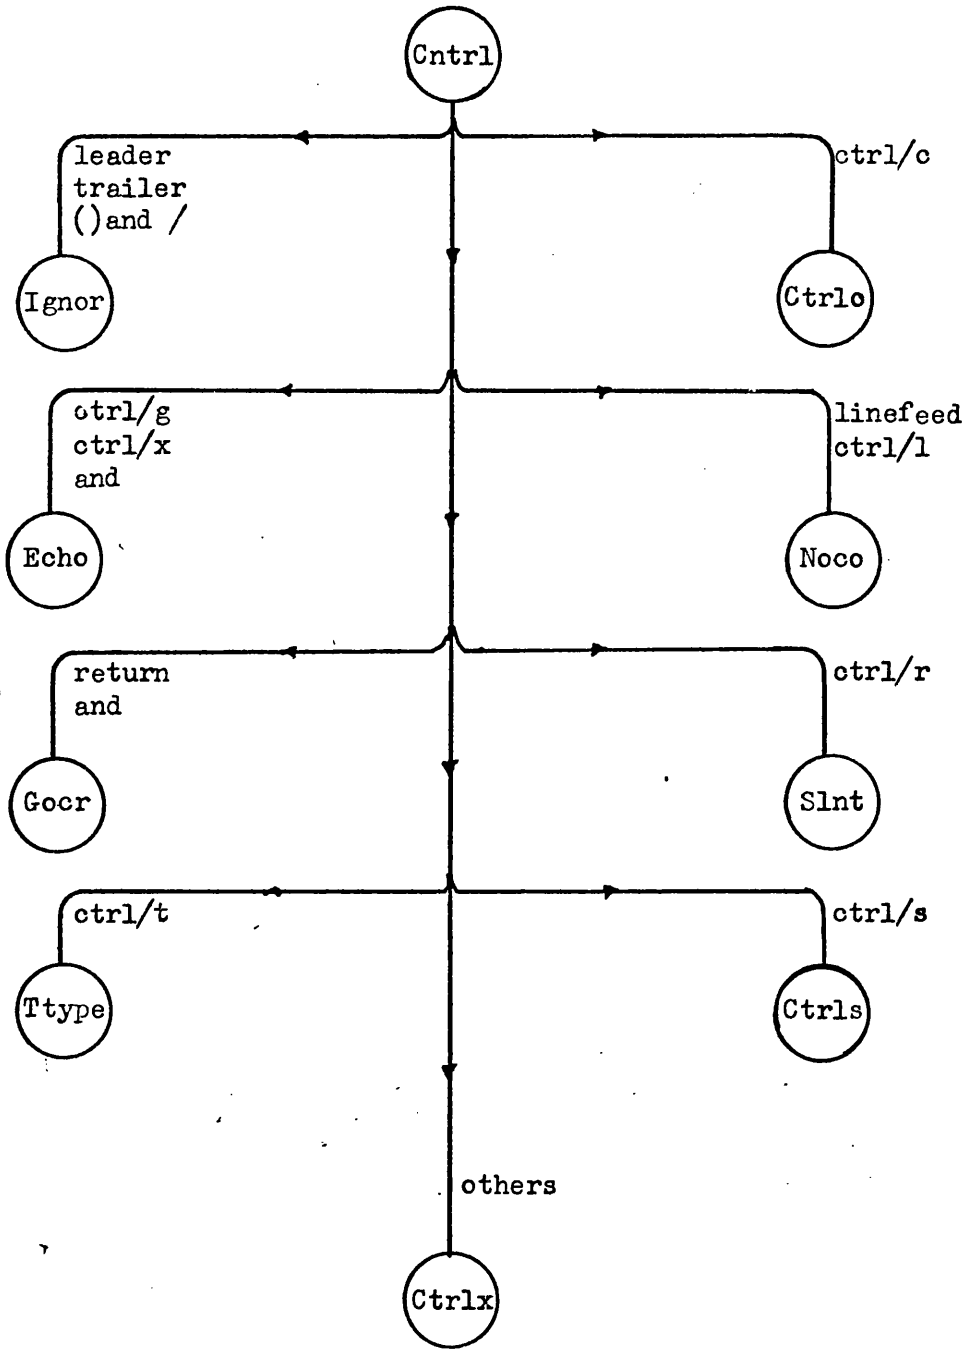 Cntrl
leader
trailer
()and /
ctrl/c
Ignor
Ctrlc
ctrl/g
ctrl/x
and
linefeed
ctrl/l
Echo
Noco
return
and
ctrl/r
Gocr
Slnt
ctrl/t
ctrl/s
Ttype
Ctrls
others
Ctrlx